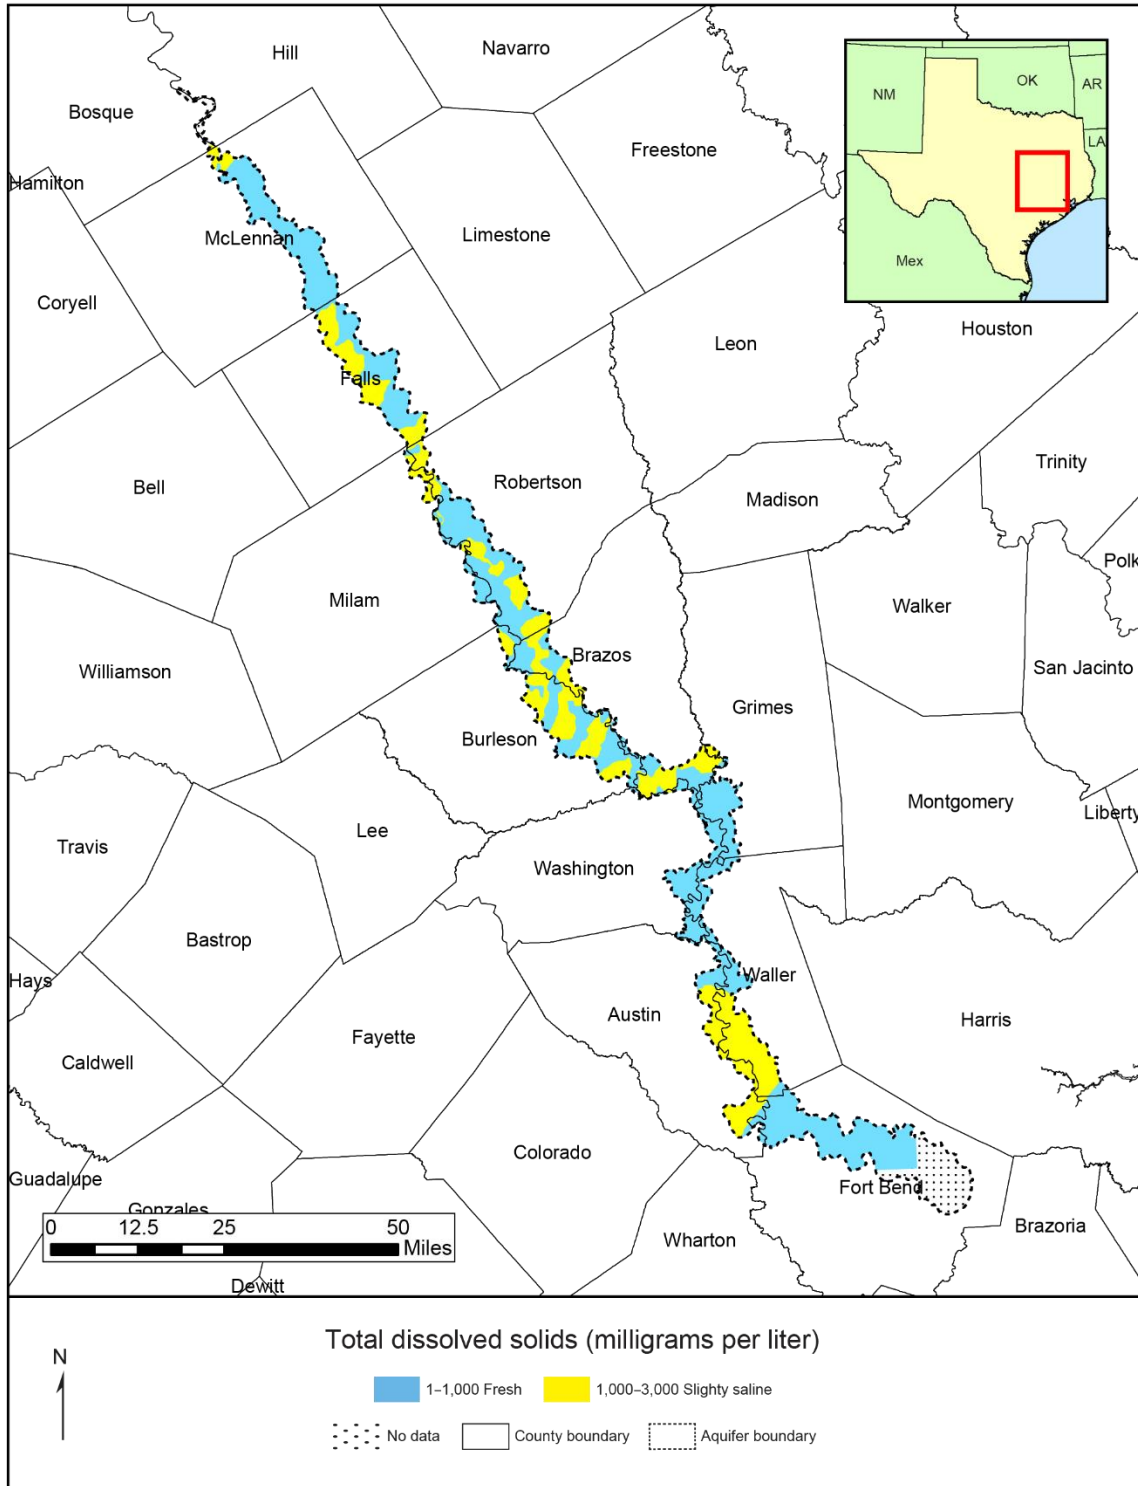 Hill
Navarro
Bosque
Freestone
Hamilton
McLennan
Limestone
Coryell
Leon
Houston
Falls
Bell
Robertson
Madison
Trinity
Polk
Milam
Walker
Williamson
Brazos
San Jacinto
Grimes
Burleson
Montgomery
Liberty
Travis
Lee
Washington
Bastrop
Hays
Waller
Austin
Harris
Fayette
Caldwell
Colorado
Guadalupe
Fort Bend
Gonzales
Wharton
Brazoria
Dewitt
NM
OK
AR
LA
Mex
0 12.5 25 50
Miles
Total dissolved solids (milligrams per liter)
N
1–1,000 Fresh
1,000–3,000 Slighty saline
No data
County boundary
Aquifer boundary